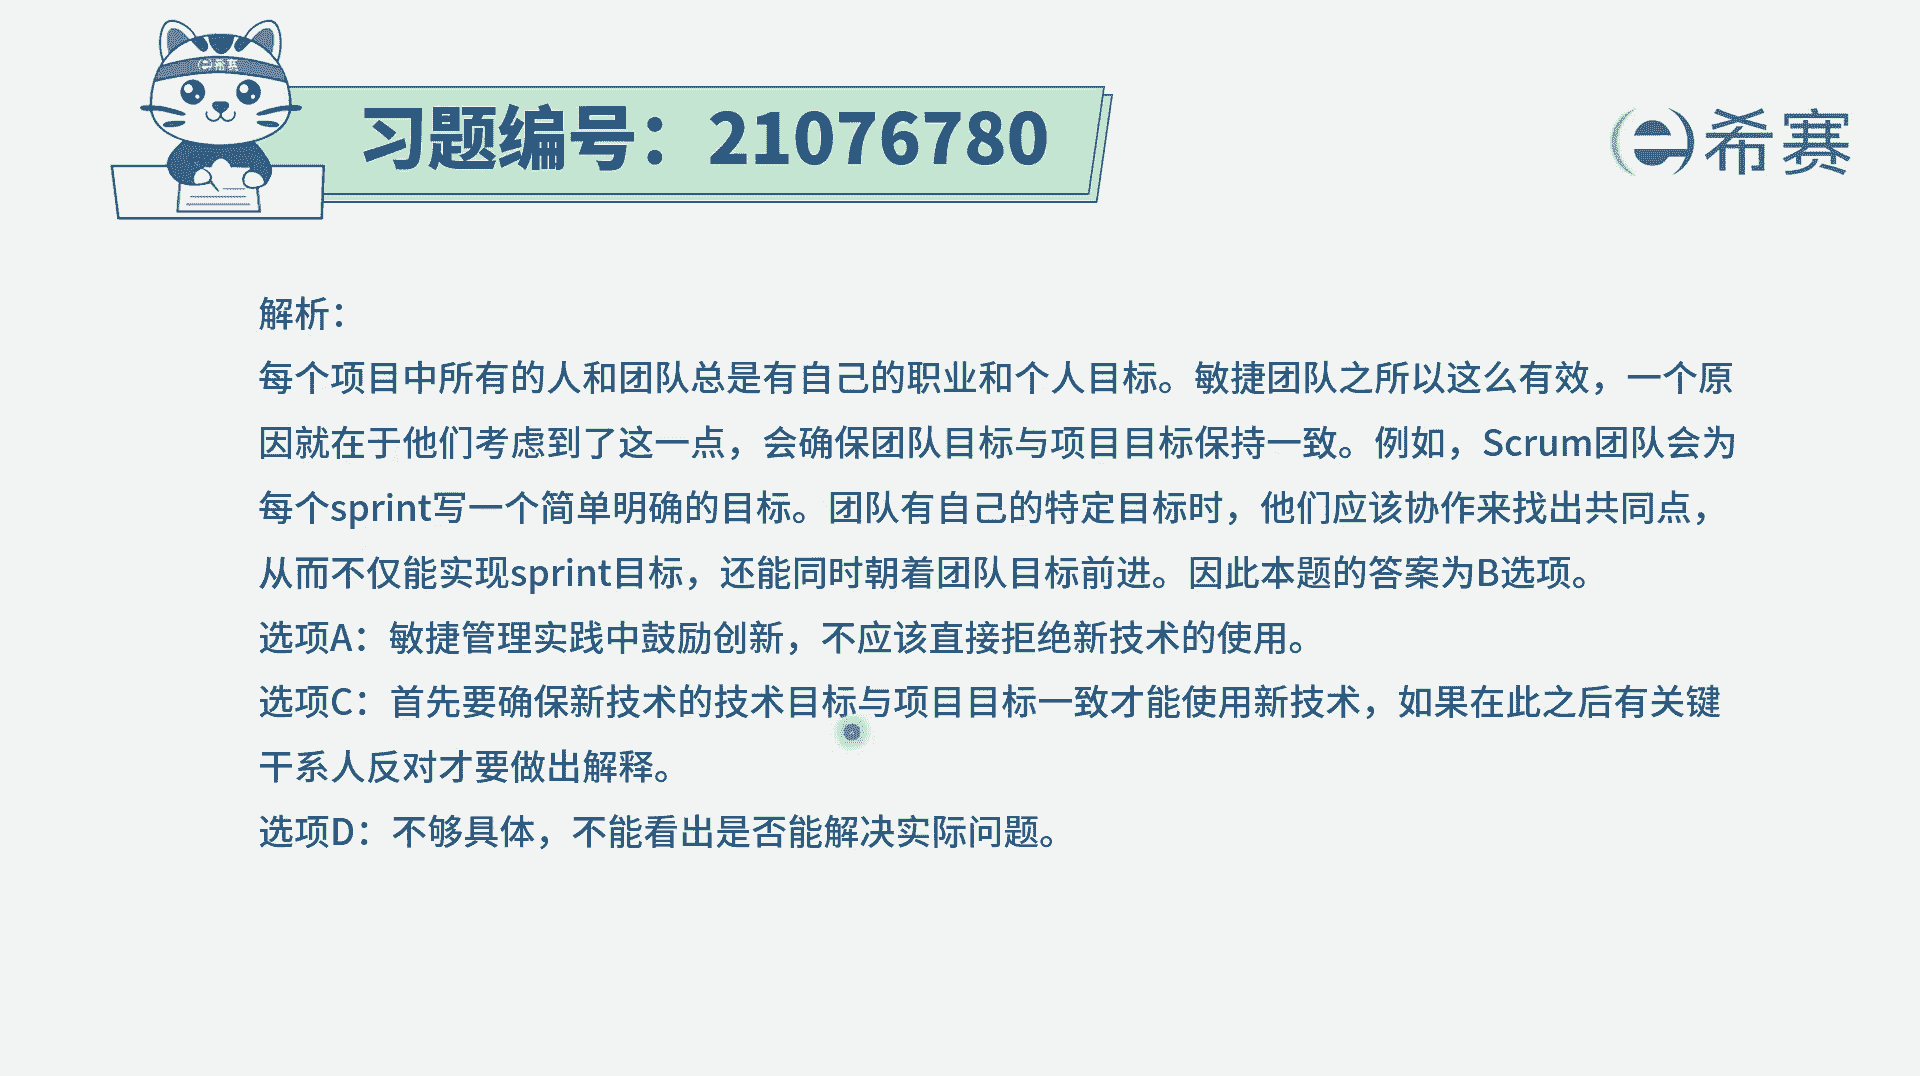 希赛
习题编号：21076780
希赛
解析：
每个项目中所有的人和团队总是有自己的职业和个人目标。敏捷团队之所以这么有效，一个原
因就在于他们考虑到了这一点，会确保团队目标与项目目标保持一致。例如，Scrum团队会为
每个sprint写一个简单明确的目标。团队有自己的特定目标时，他们应该协作来找出共同点，
从而不仅能实现sprint目标，还能同时朝着团队目标前进。因此本题的答案为B选项。
选项A：敏捷管理实践中鼓励创新，不应该直接拒绝新技术的使用。
选项C：首先要确保新技术的技术目标与项目目标一致才能使用新技术，如果在此之后有关键
干系人反对才要做出解释。
选项D：不够具体，不能看出是否能解决实际问题。